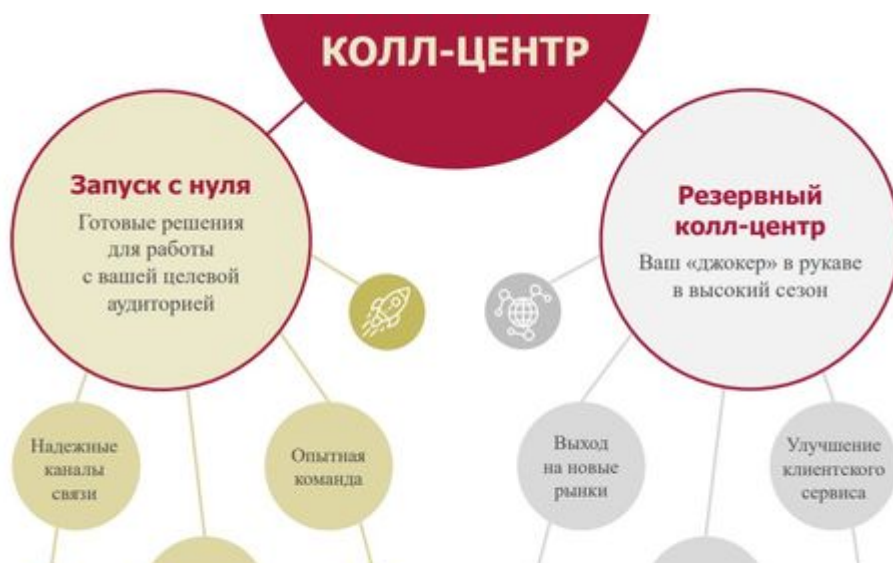 КОЛЛ-ЦЕНТР
Запуск с нуля
Готовые решения
для работы
с вашей целевой
аудиторией
Резервный
колл-центр
Ваш «джокер» в рукаве
в высокий сезон
Надежные
каналы
связи
Опытная
команда
Выход
на новые
рынки
Улучшение
клиентского
сервиса